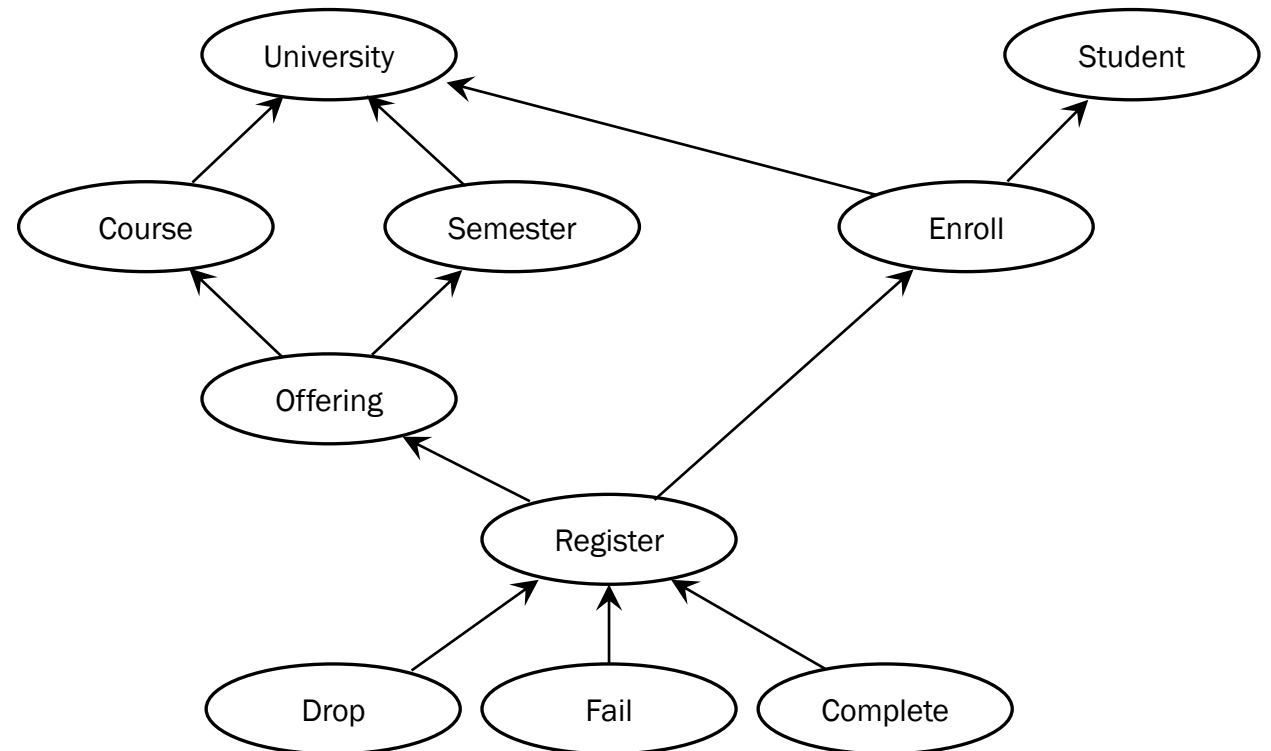 University
Student
Course
Semester
Enroll
Offering
Register
Drop
Fail
Complete